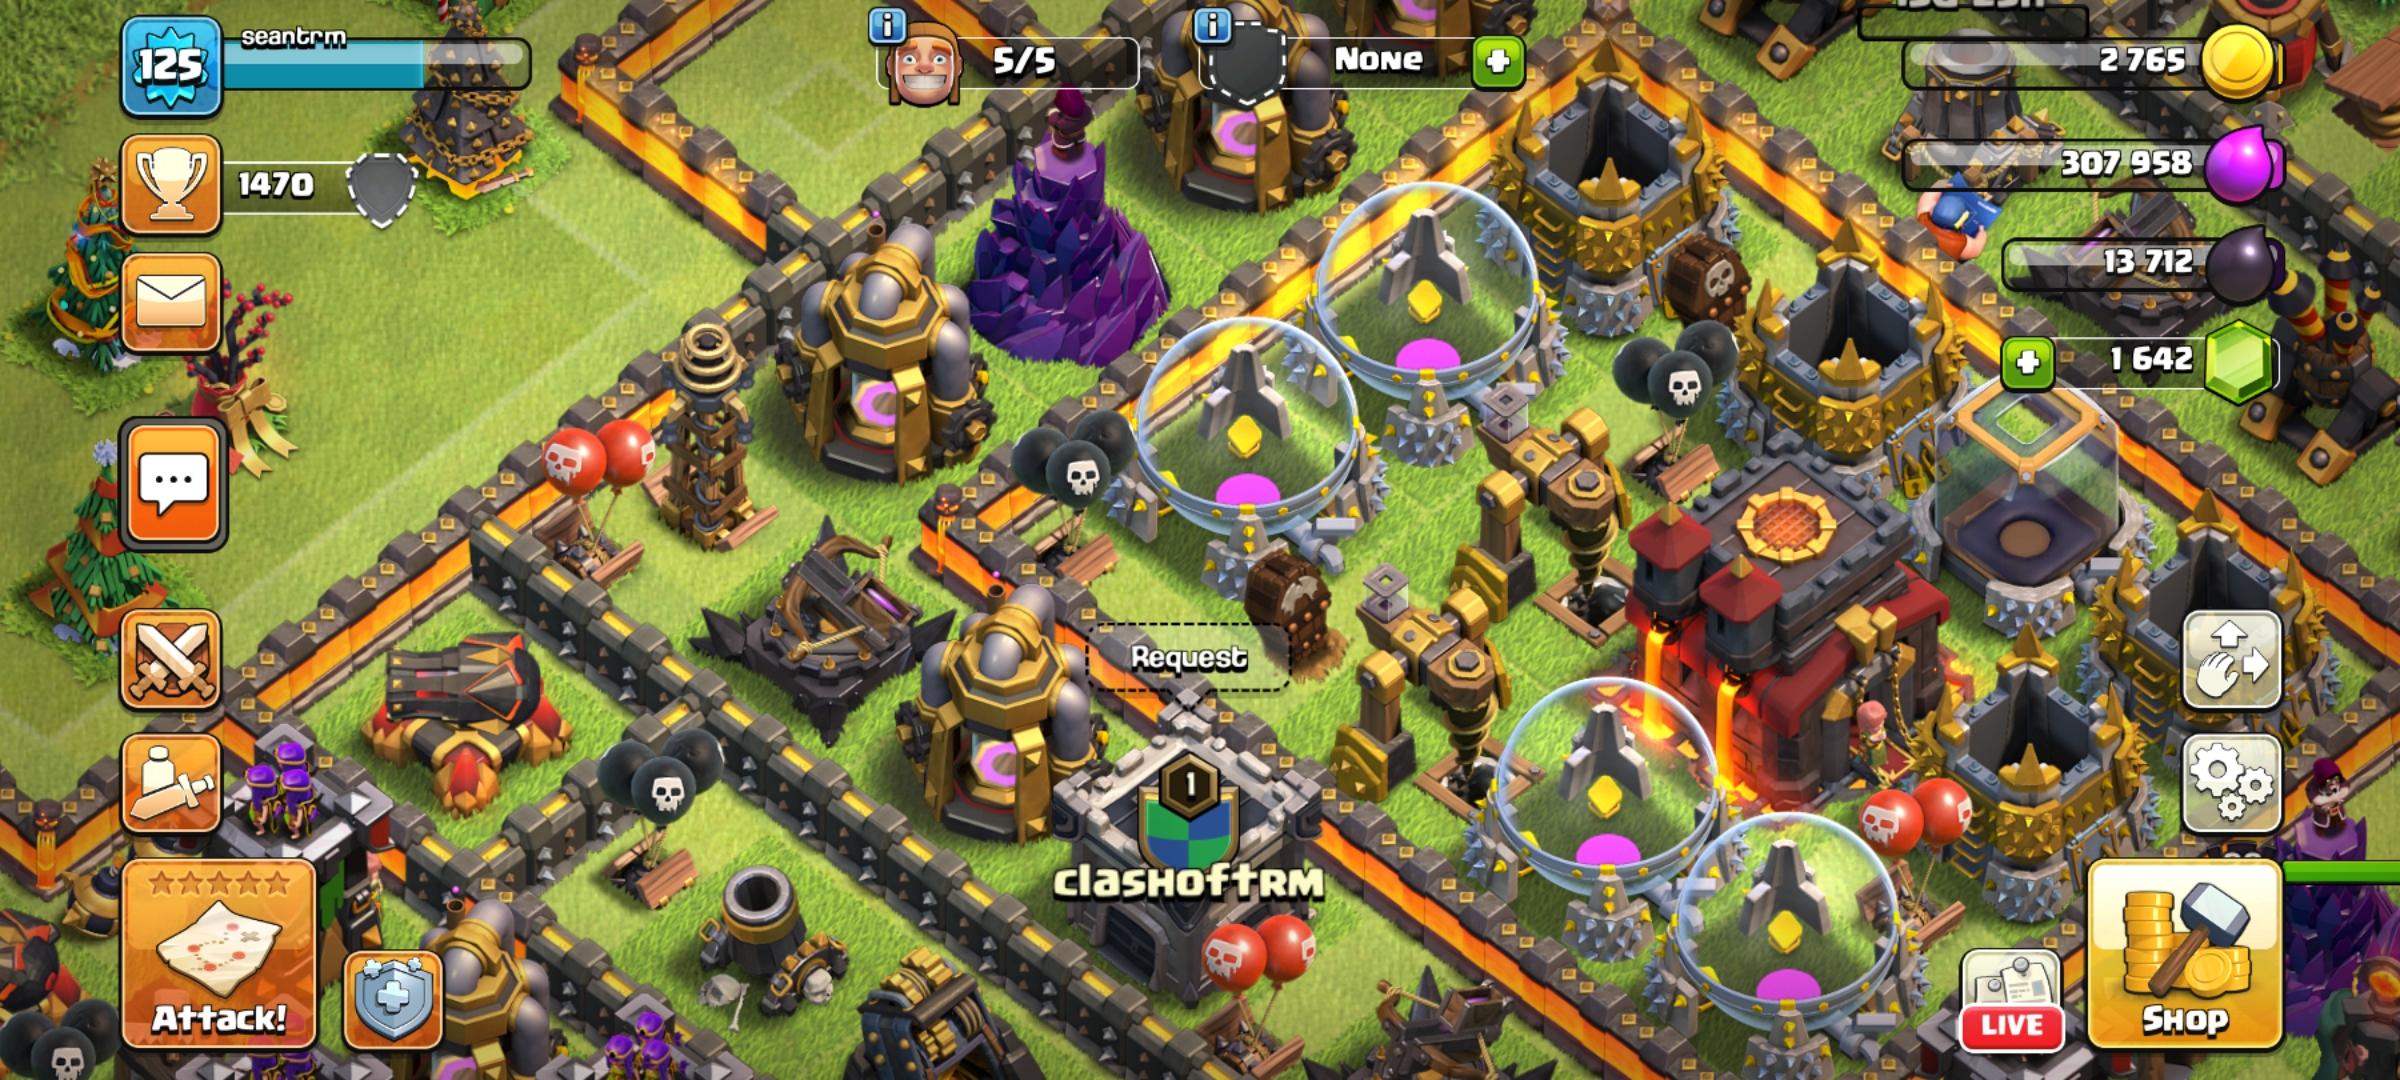 125
seantrm
5/5
None
2 765
1470
307 958
13 712
1 642
Request
1
clashofTRM
Attack!
LIVE
Shop